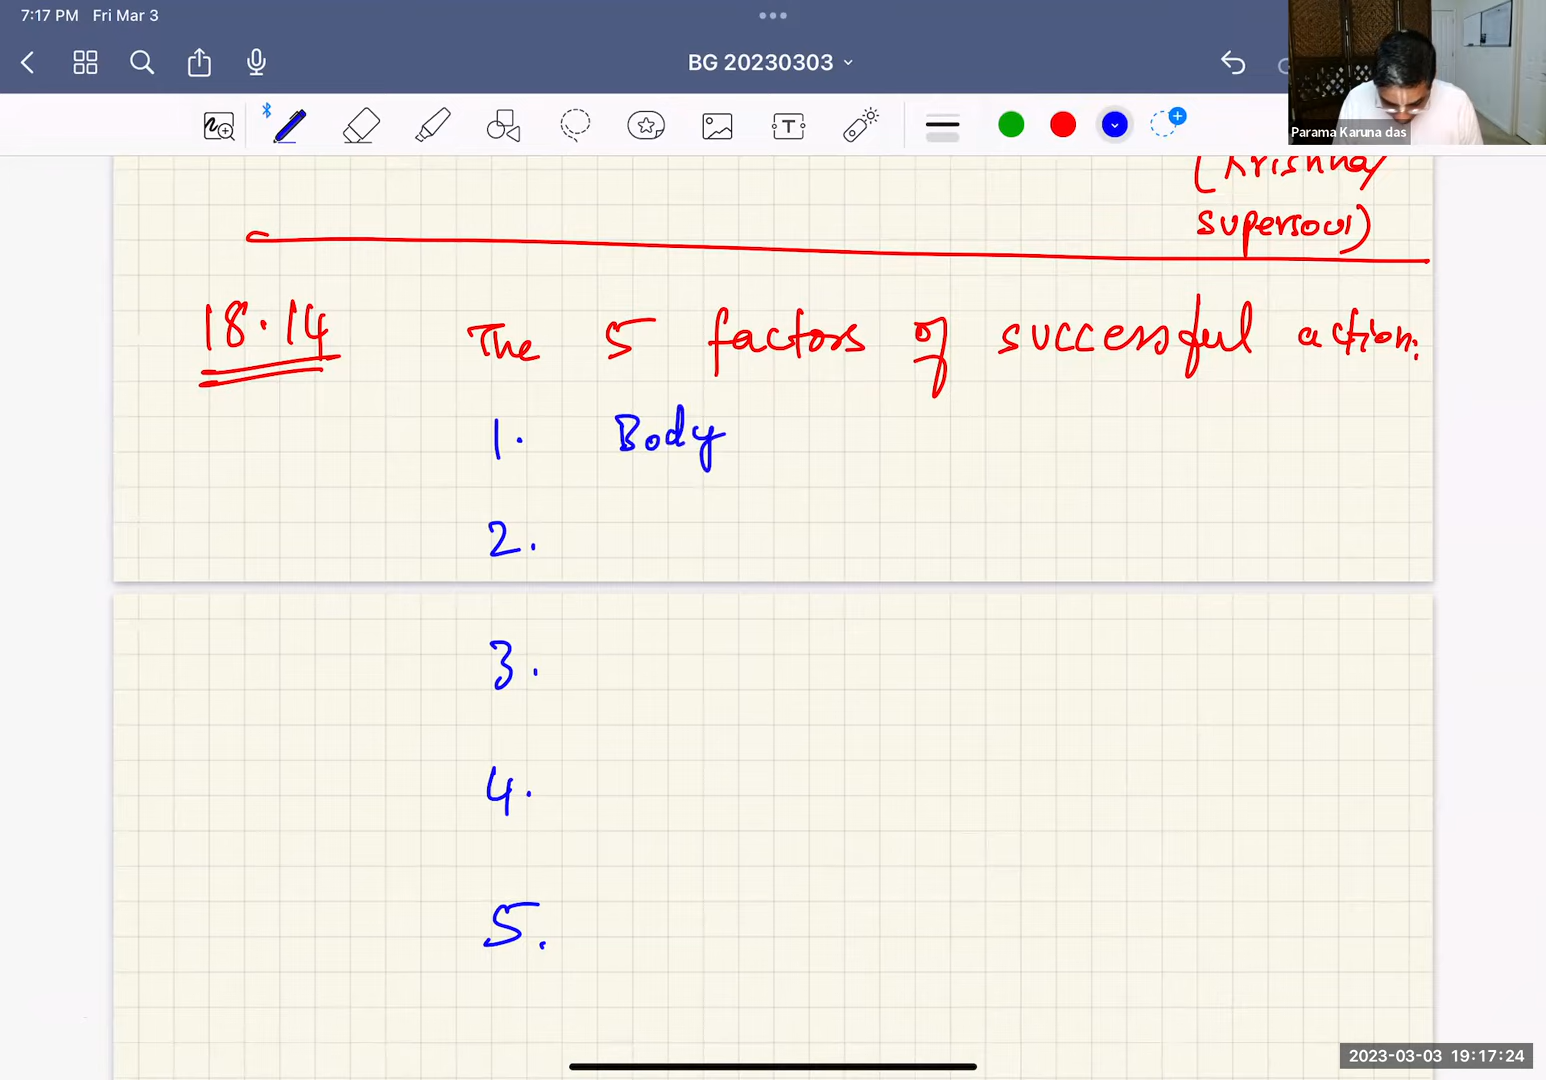 7:17 PM Fri Mar 3
BG 20230303
Parama Karuna das
(Krishna/
supersoul)
18.14 The 5 factors of successful action.
1. Body
2.
3.
4.
5.
2023-03-03 19:17:24